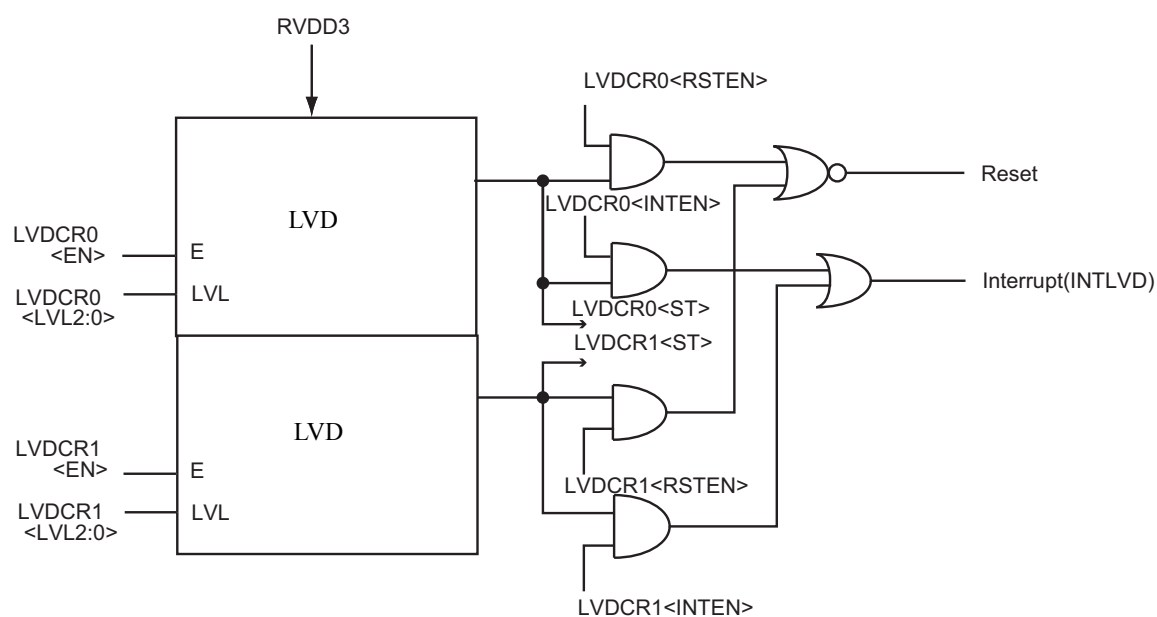 RVDD3
LVDCR0<RSTEN>
Reset
LVDCR0<INTEN>
LVD
LVDCR0
<EN>
E
LVDCR0
<LVL2:0>
LVL
Interrupt(INTLVD)
LVDCR0<ST>
LVDCR1<ST>
LVD
LVDCR1
<EN>
E
LVDCR1
<LVL2:0>
LVL
LVDCR1<RSTEN>
LVDCR1<INTEN>